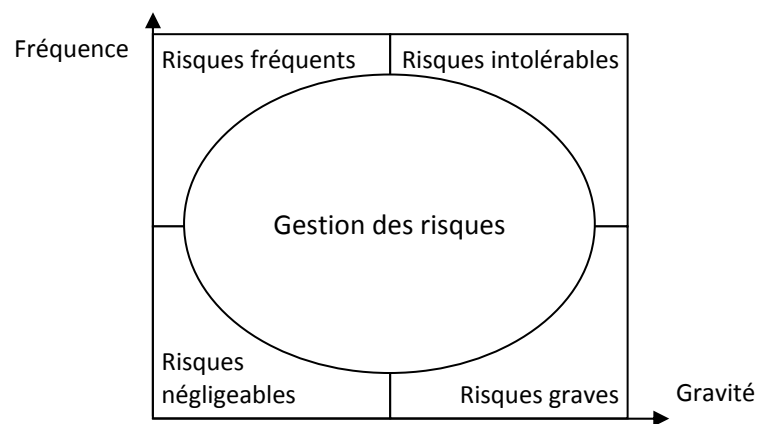 Fréquence
Risques fréquents
Risques intolérables
Gestion des risques
Risques
négligeables
Risques graves
Gravité